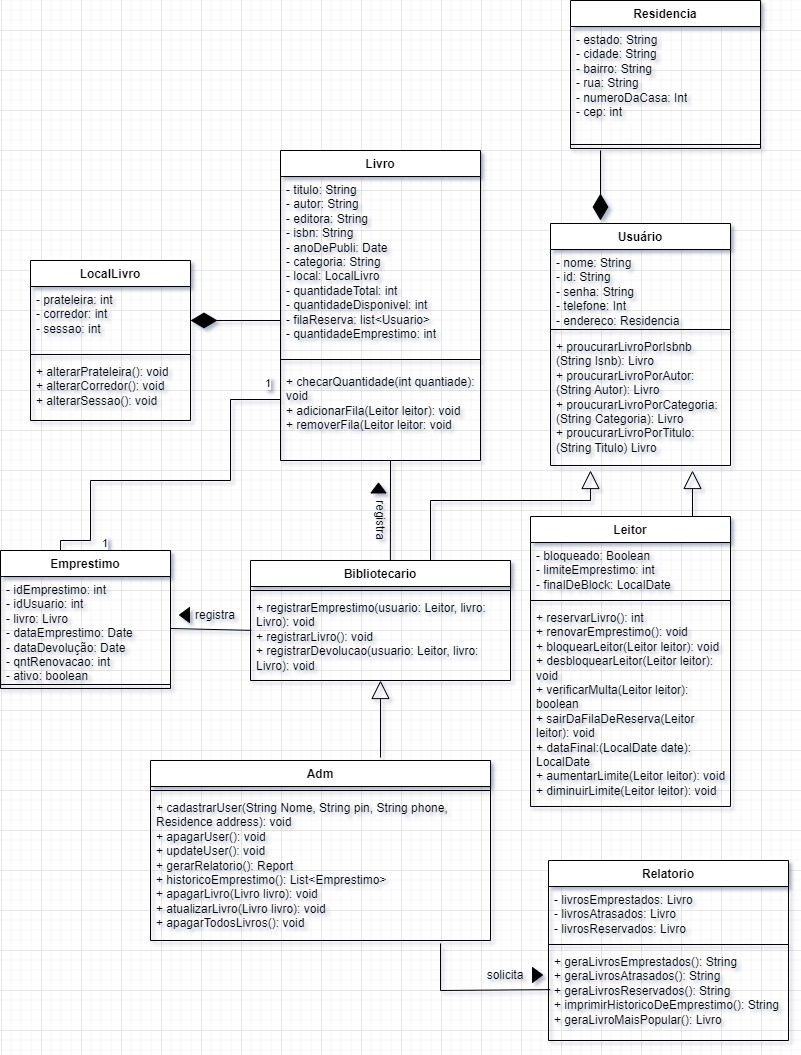 Residencia
- estado: String
- cidade: String
- bairro: String
- rua: String
- numeroDaCasa: Int
- cep: int
Livro
- titulo: String
- autor: String
- editora: String
- isbn: String
- anoDePubli: Date
- categoria: String
- local: LocalLivro
- quantidadeTotal: int
- quantidadeDisponivel: int
- filaReserva: list<Usuario>
- quantidadeEmprestimo: int
+ checarQuantidade(int quantiade):
void
+ adicionarFila(Leitor leitor): void
+ removerFila(Leitor leitor: void
Usuário
- nome: String
- id: String
- senha: String
- telefone: Int
- endereco: Residencia
+ proucurarLivroPorIsbnb
(String Isnb): Livro
+ proucurarLivroPorAutor:
(String Autor): Livro
+ proucurarLivroPorCategoria:
(String Categoria): Livro
+ proucurarLivroPorTitulo:
(String Titulo) Livro
LocalLivro
- prateleira: int
- corredor: int
- sessao: int
+ alterarPrateleira(): void
+ alterarCorredor(): void
+ alterarSessao(): void
1
1
registra
Emprestimo
- idEmprestimo: int
- idUsuario: int
- livro: Livro
- dataEmprestimo: Date
- dataDevolução: Date
- qntRenovacao: int
- ativo: boolean
registra
Bibliotecario
+ registrarEmprestimo(usuario: Leitor, livro:
Livro): void
+ registrarLivro(): void
+ registrarDevolucao(usuario: Leitor, livro:
Livro): void
Leitor
- bloqueado: Boolean
- limiteEmprestimo: int
- finalDeBlock: LocalDate
+ reservarLivro(): int
+ renovarEmprestimo(): void
+ bloquearLeitor(Leitor leitor): void
+ desbloquearLeitor(Leitor leitor):
void
+ verificarMulta(Leitor leitor):
boolean
+ sairDaFilaDeReserva(Leitor
leitor): void
+ dataFinal:(LocalDate date):
LocalDate
+ aumentarLimite(Leitor leitor): void
+ diminuirLimite(Leitor leitor): void
Adm
+ cadastrarUser(String Nome, String pin, String phone,
Residence address): void
+ apagarUser(): void
+ updateUser(): void
+ gerarRelatorio(): Report
+ historicoEmprestimo(): List<Emprestimo>
+ apagarLivro(Livro livro): void
+ atualizarLivro(Livro livro): void
+ apagarTodosLivros(): void
solicita
Relatorio
- livrosEmprestados: Livro
- livrosAtrasados: Livro
- livrosReservados: Livro
+ geraLivrosEmprestados(): String
+ geraLivrosAtrasados(): String
+ geraLivrosReservados(): String
+ imprimirHistoricoDeEmprestimo(): String
+ geraLivroMaisPopular(): Livro